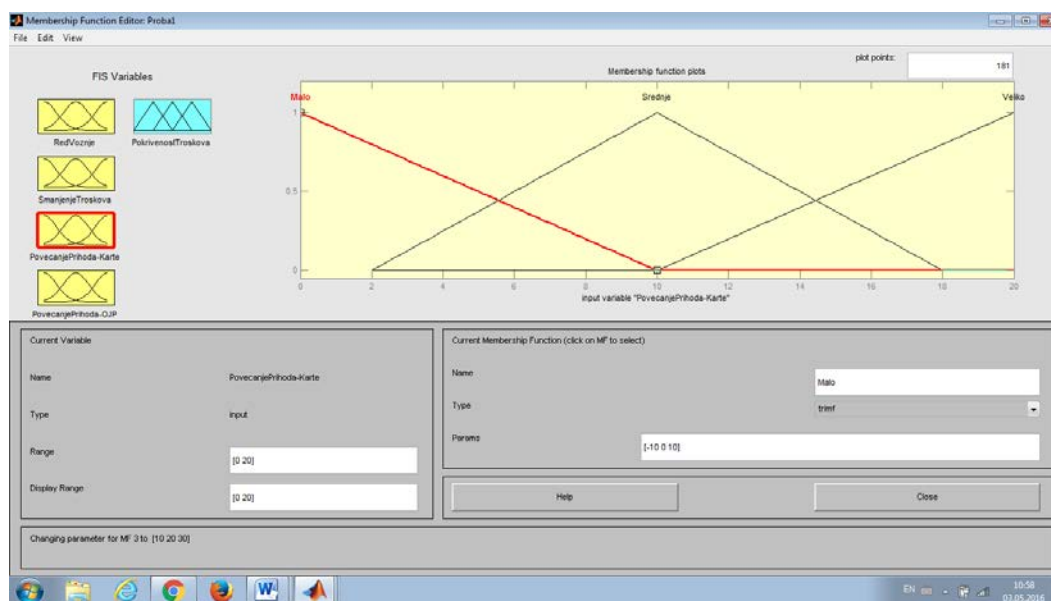 Membership Function Editor: Proba1
File Edit View
FIS Variables
RedVoznje
PokrivenostTroskova
SmanjenjeTroskova
PovecanjePrihoda-Karte
PovecanjePrihoda-OJP
plot points:
181
Membership function plots
Malo
Srednje
Veliko
1
0.5
0
0 2 4 6 8 10 12 14 16 18 20
input variable "PovecanjePrihoda-Karte"
Current Variable
Name PovecanjePrihoda-Karte
Type input
Range [0 20]
Display Range [0 20]
Current Membership Function (click on MF to select)
Name Malo
Type trimf
Params [-10 0 10]
Help
Close
Changing parameter for MF 3 to [10 20 30]
W
EN
10:58
03.05.2016